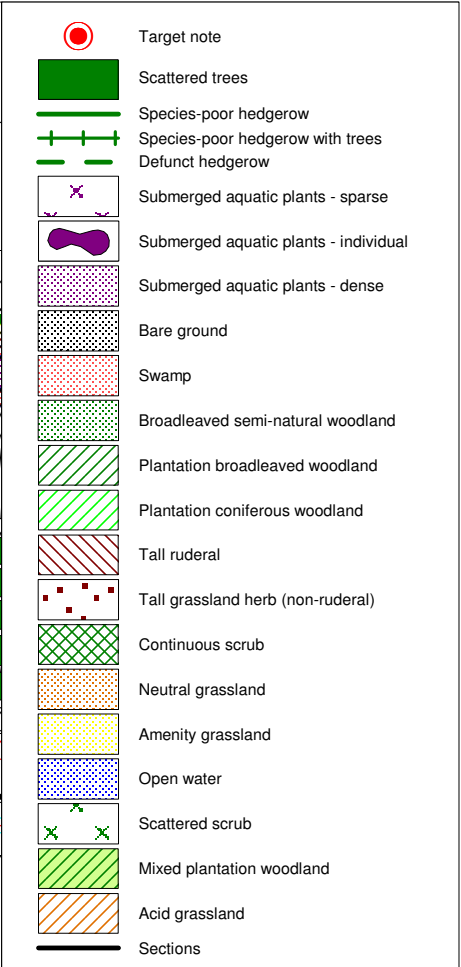 Target note
Scattered trees
Species-poor hedgerow
Species-poor hedgerow with trees
Defunct hedgerow
Submerged aquatic plants - sparse
Submerged aquatic plants - individual
Submerged aquatic plants - dense
Bare ground
Swamp
Broadleaved semi-natural woodland
Plantation broadleaved woodland
Plantation coniferous woodland
Tall ruderal
Tall grassland herb (non-ruderal)
Continuous scrub
Neutral grassland
Amenity grassland
Open water
Scattered scrub
Mixed plantation woodland
Acid grassland
Sections